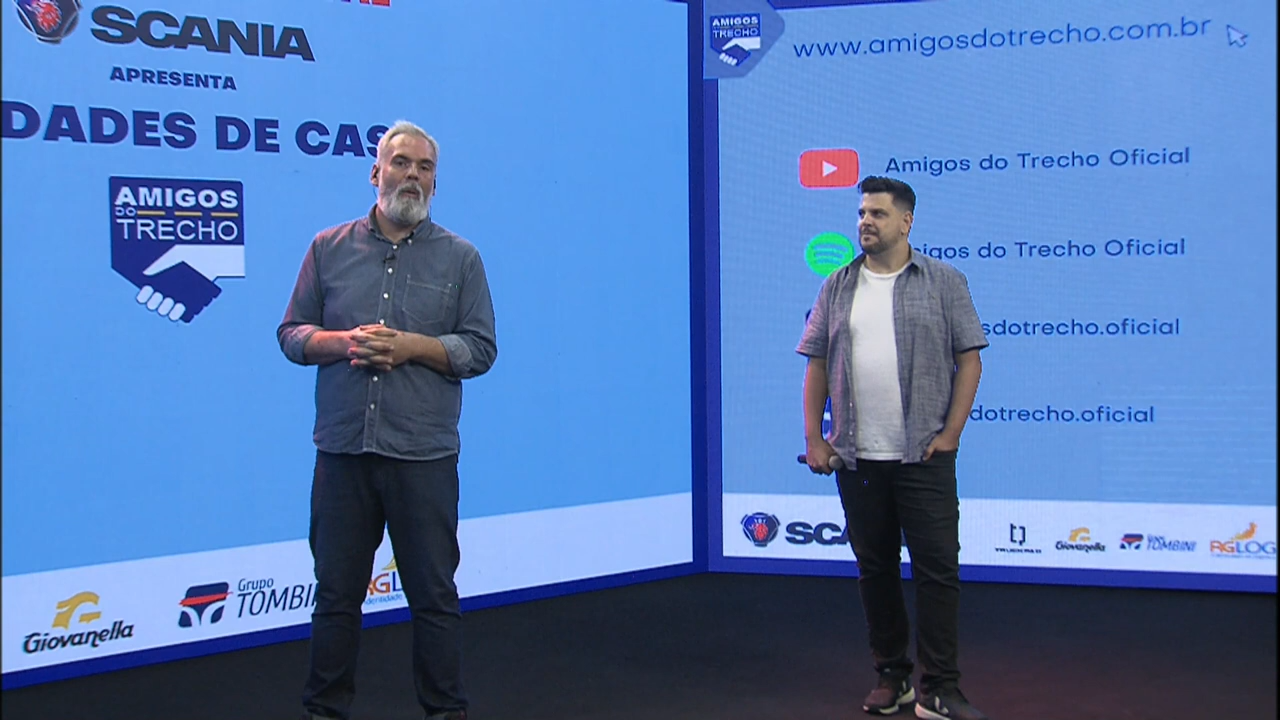 SCANIA
APRESENTA
DADES DE CAS
AMIGOS
DO
TRECHO
Giovanella
Grupo
TOMBINI
AMIGOS
TRECHO
www.amigosdotrecho.com.br
Amigos do Trecho Oficial
igos do Trecho Oficial
sdotrecho.oficial
dotrecho.oficial
SCA
Giovanella
TOMBINI
RGLOG